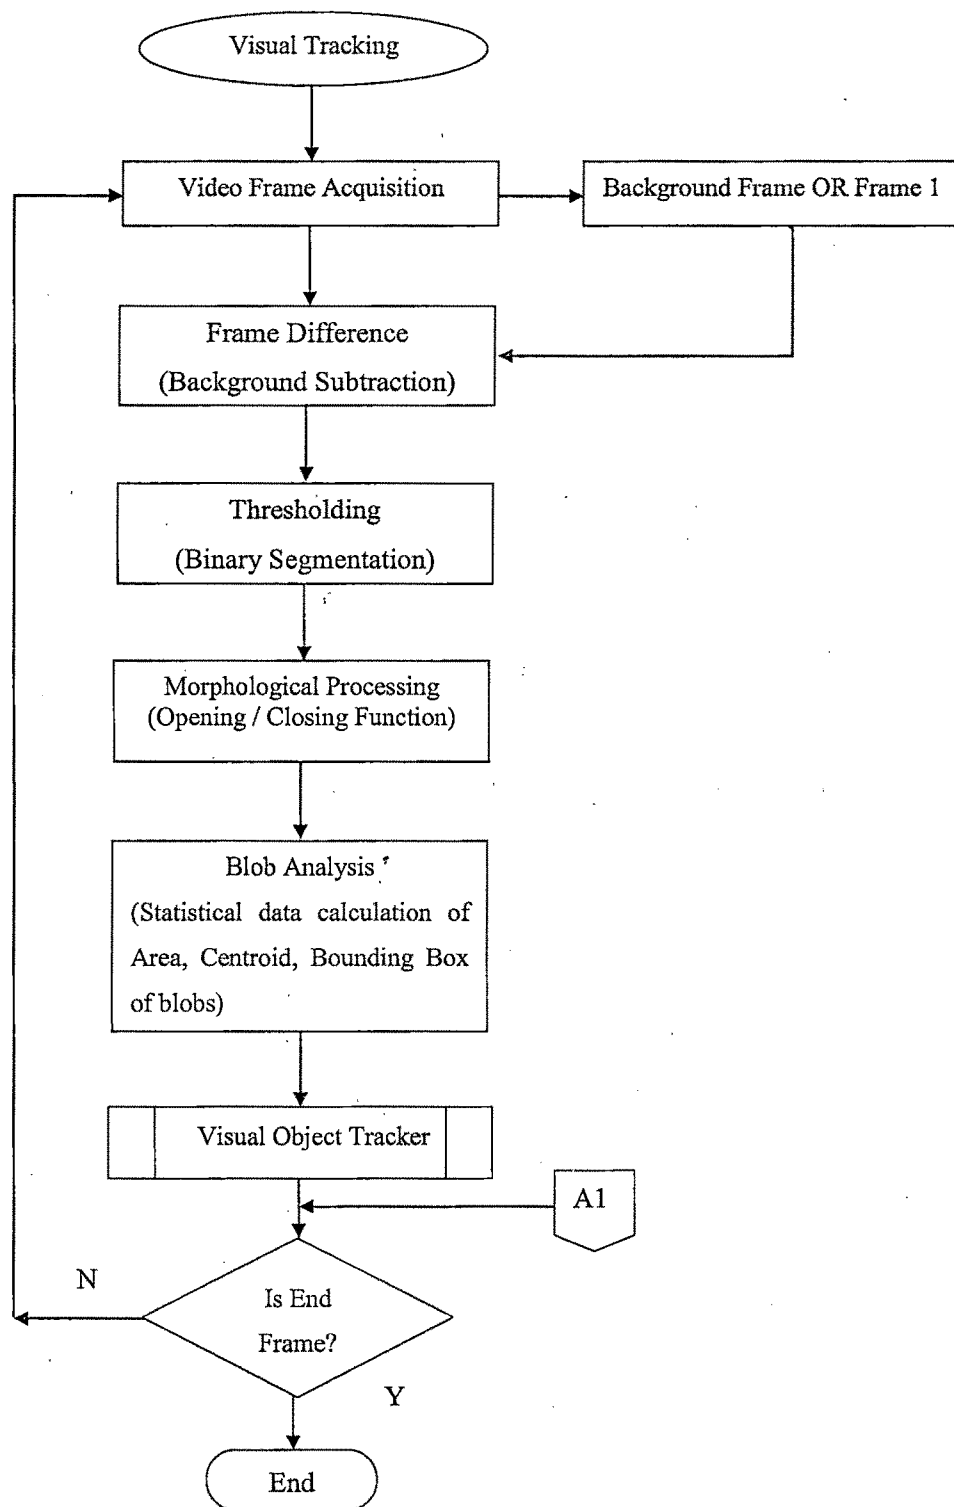 Visual Tracking
Video Frame Acquisition
Background Frame OR Frame 1
Frame Difference
(Background Subtraction)
Thresholding
(Binary Segmentation)
Morphological Processing
(Opening / Closing Function)
Blob Analysis
(Statistical data calculation of
Area, Centroid, Bounding Box
of blobs)
Visual Object Tracker
A1
N
Is End
Frame?
Y
End